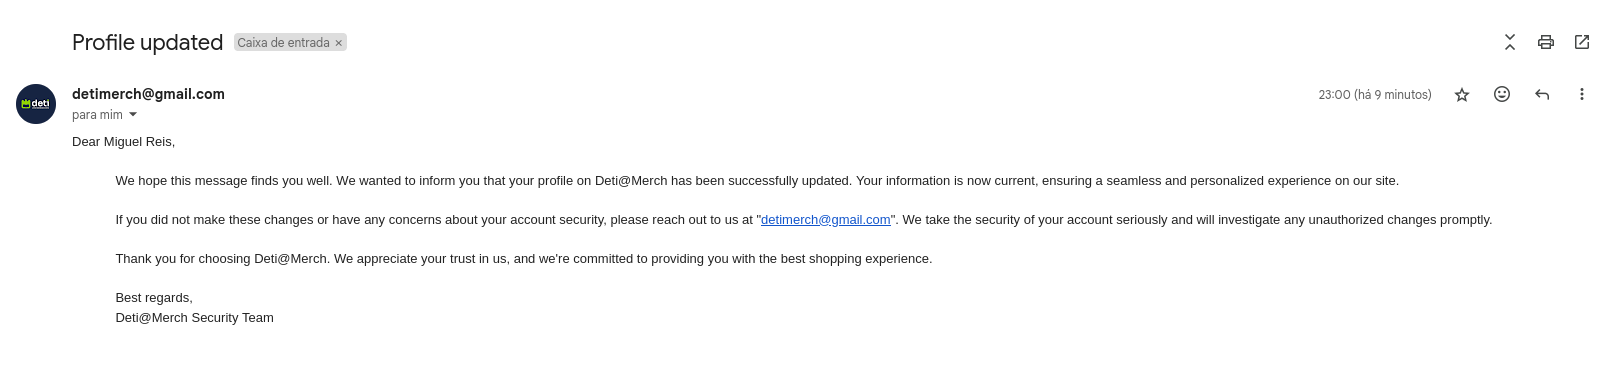 Profile updated Caixa de entrada ×
deti
detimerch@gmail.com 23:00 (há 9 minutos)
para mim
Dear Miguel Reis,
We hope this message finds you well. We wanted to inform you that your profile on Deti@Merch has been successfully updated. Your information is now current, ensuring a seamless and personalized experience on our site.
If you did not make these changes or have any concerns about your account security, please reach out to us at "detimerch@gmail.com". We take the security of your account seriously and will investigate any unauthorized changes promptly.
Thank you for choosing Deti@Merch. We appreciate your trust in us, and we're committed to providing you with the best shopping experience.
Best regards,
Deti@Merch Security Team